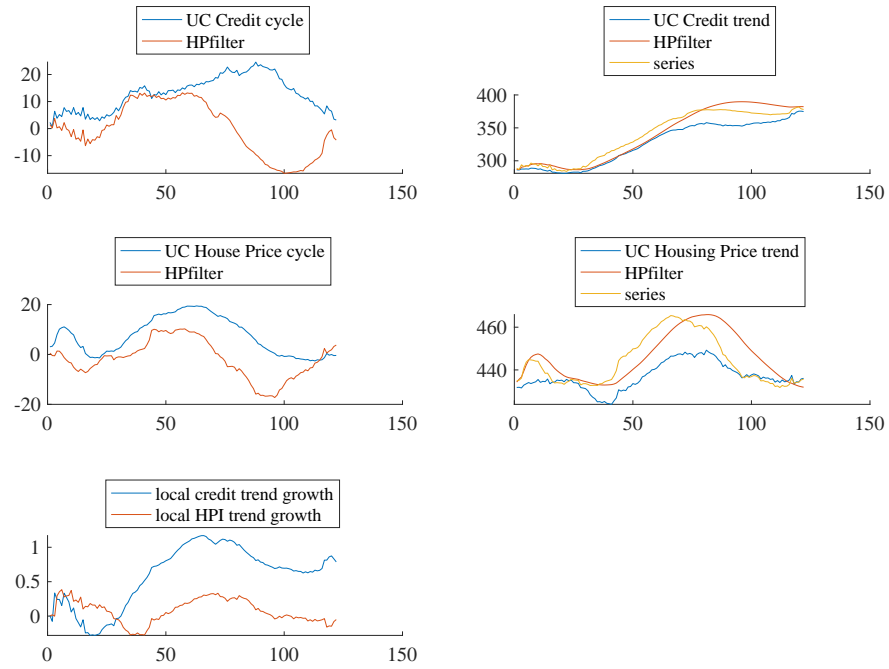 UC Credit cycle
HPfilter
20
10
0
-10
0 50 100 150
UC Credit trend
HPfilter
series
400
350
300
0 50 100 150
UC House Price cycle
HPfilter
20
0
-20
0 50 100 150
UC Housing Price trend
HPfilter
series
460
440
0 50 100 150
local credit trend growth
local HPI trend growth
1
0.5
0
0 50 100 150